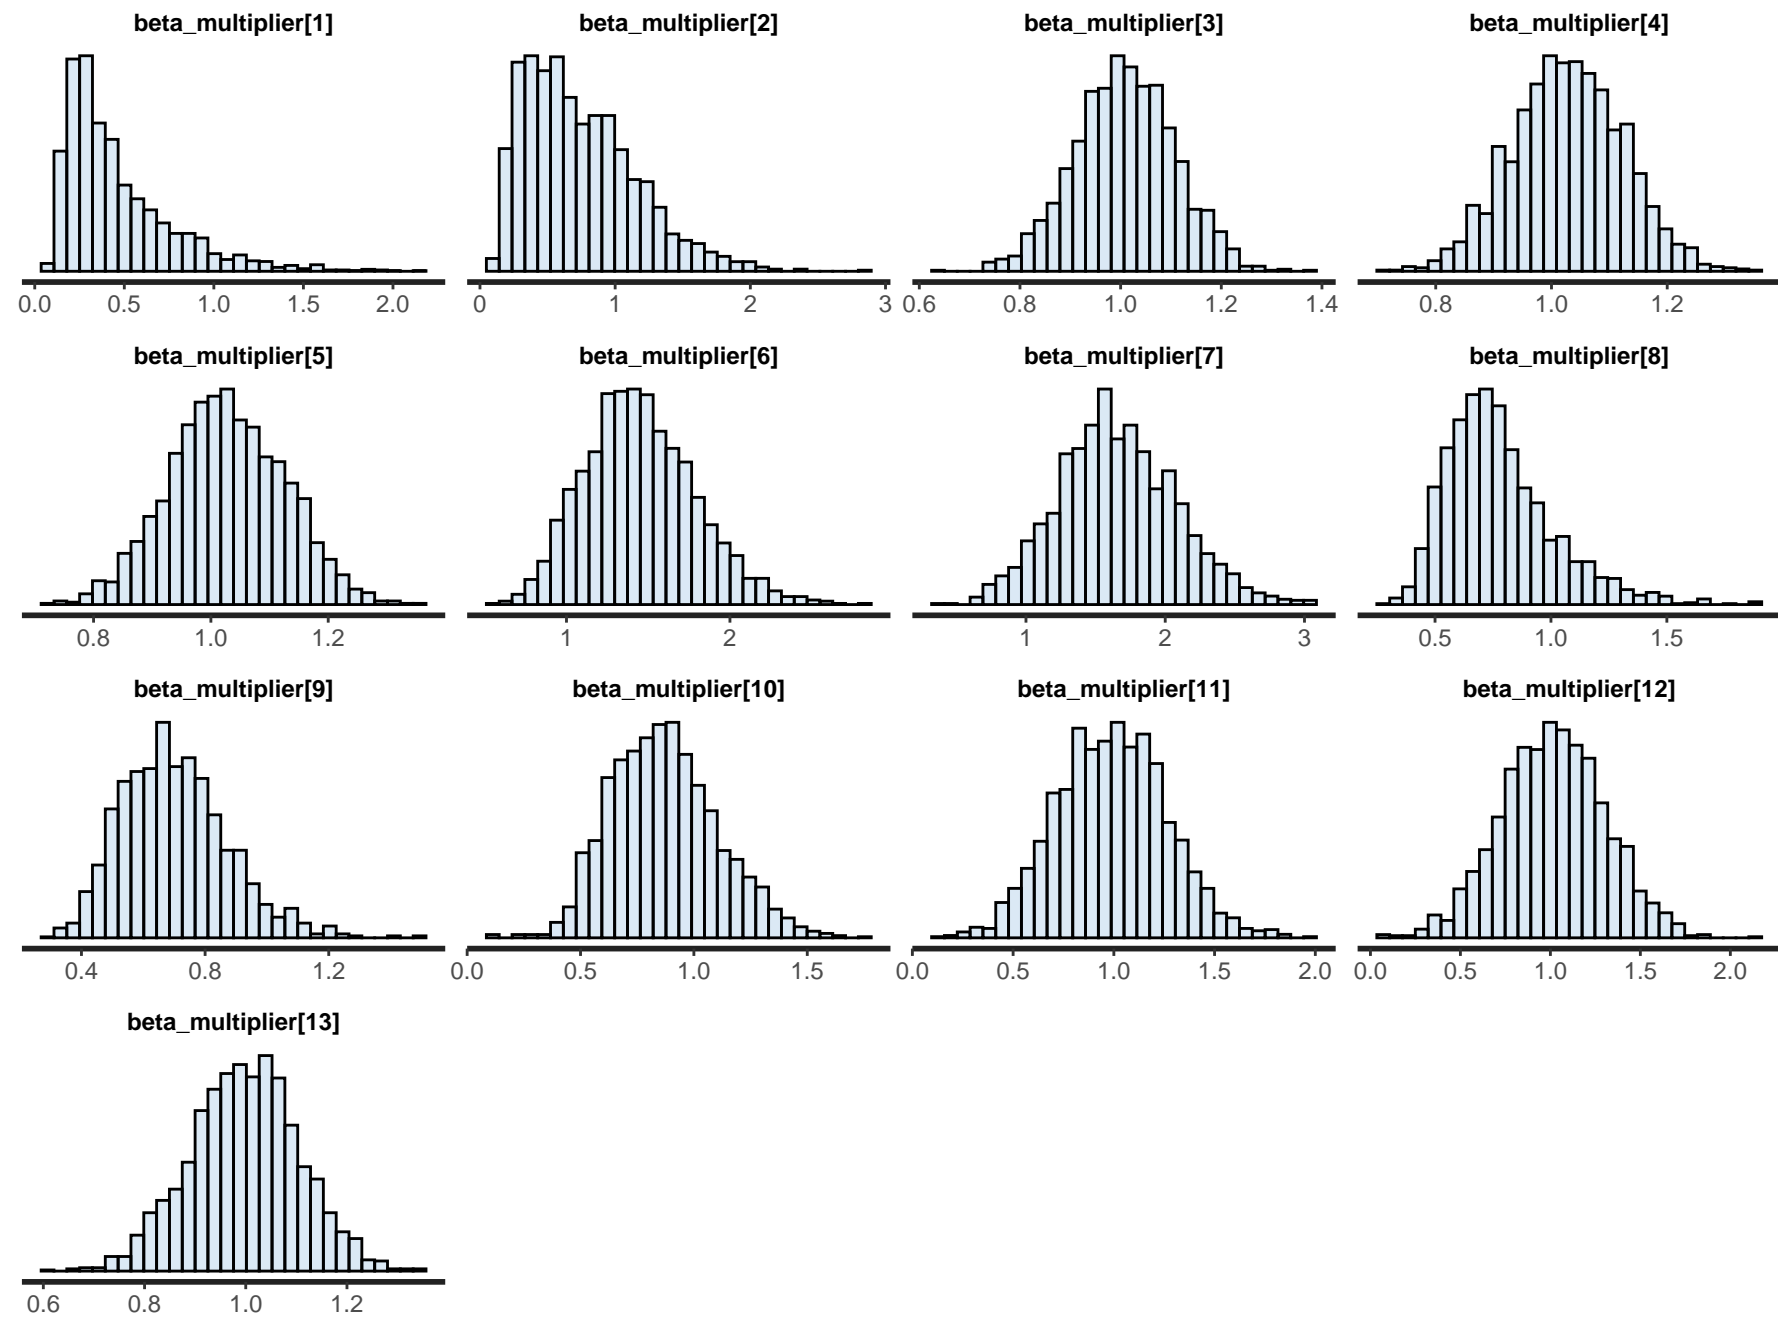 beta_multiplier[1] beta_multiplier[2] beta_multiplier[3] beta_multiplier[4]
0.0 0.5 1.0 1.5 2.0 0 1 2 3 0.6 0.8 1.0 1.2 1.4 0.8 1.0 1.2
beta_multiplier[5] beta_multiplier[6] beta_multiplier[7] beta_multiplier[8]
0.8 1.0 1.2 1 2 1 2 3 0.5 1.0 1.5
beta_multiplier[9] beta_multiplier[10] beta_multiplier[11] beta_multiplier[12]
0.4 0.8 1.2 0.0 0.5 1.0 1.5 0.0 0.5 1.0 1.5 2.0 0.0 0.5 1.0 1.5 2.0
beta_multiplier[13]
0.6 0.8 1.0 1.2